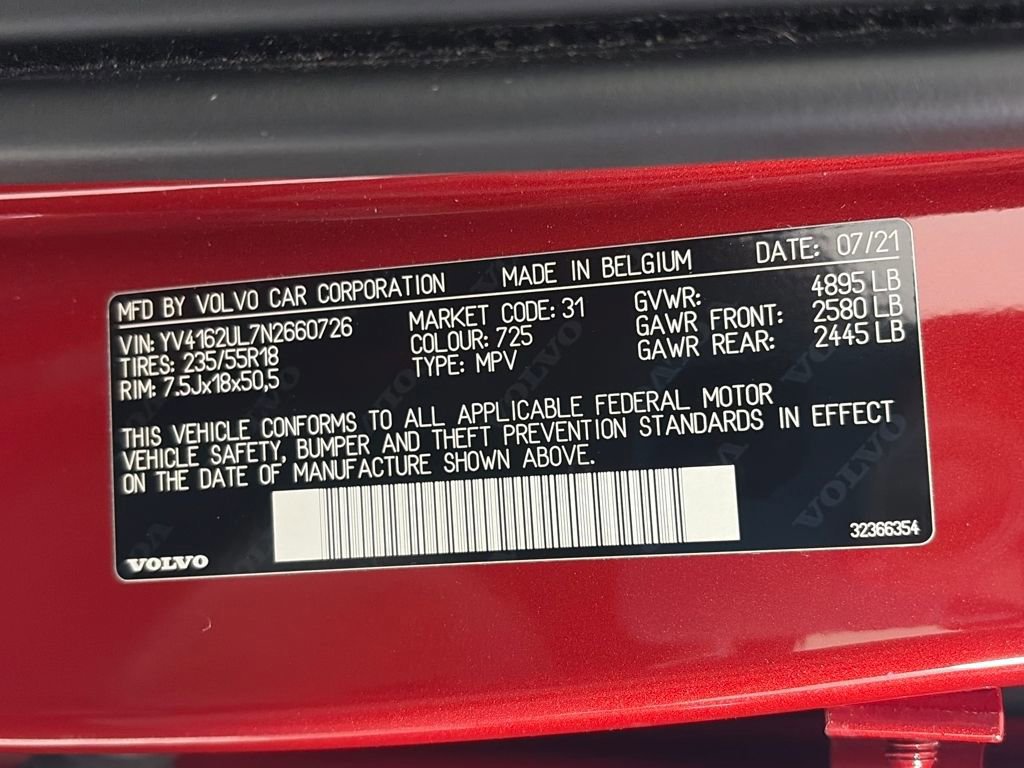 MFD BY VOLVO CAR CORPORATION MADE IN BELGIUM DATE: 07/21
VIN: YV4162UL7N2660726 MARKET CODE: 31 GVWR: 4895 LB
TIRES: 235/55R18 COLOUR: 725 GAWR FRONT: 2580 LB
RIM: 7.5Jx18x50,5 TYPE: MPV GAWR REAR: 2445 LB
THIS VEHICLE CONFORMS TO ALL APPLICABLE FEDERAL MOTOR
VEHICLE SAFETY, BUMPER AND THEFT PREVENTION STANDARDS IN EFFECT
ON THE DATE OF MANUFACTURE SHOWN ABOVE.
VOLVO 32366354